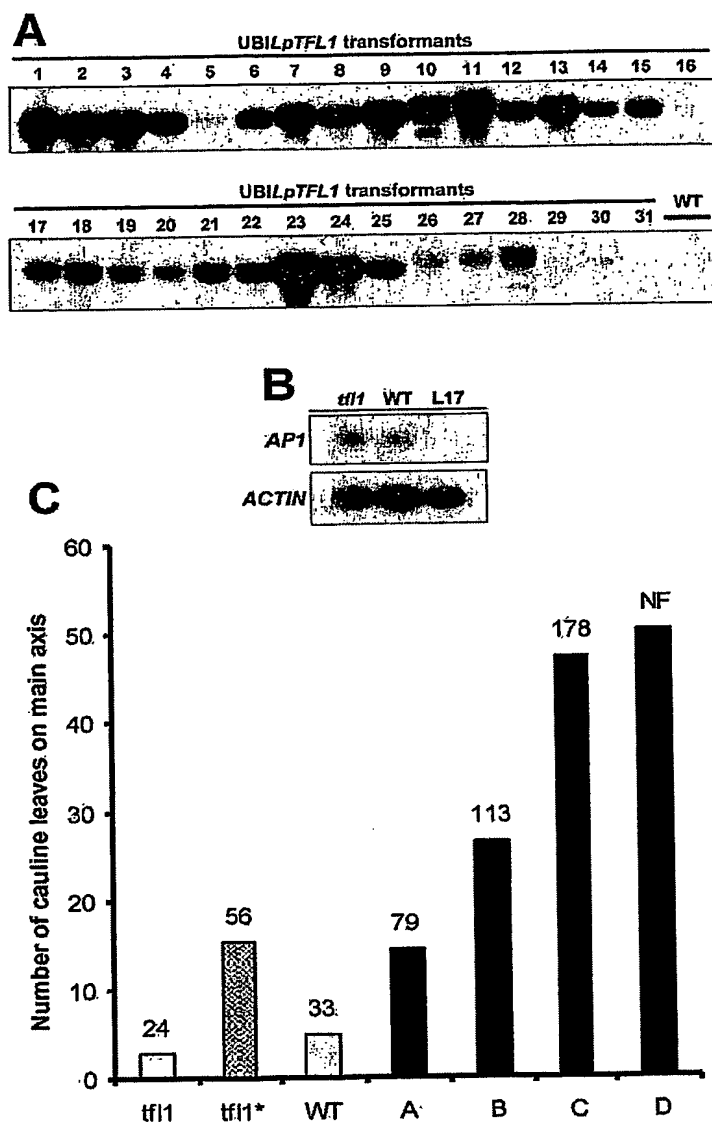 A
UBILpTFL1 transformants
1 2 3 4 5 6 7 8 9 10 11 12 13 14 15 16
UBILpTFL1 transformants
WT
17 18 19 20 21 22 23 24 25 26 27 28 29 30 31
B
tfl1 WT L17
AP1
ACTIN
C
Number of cauline leaves on main axis
60
50
40
30
20
10
0
24
56
33
79
113
178
NF
tfl1 tfl1* WT A B C D